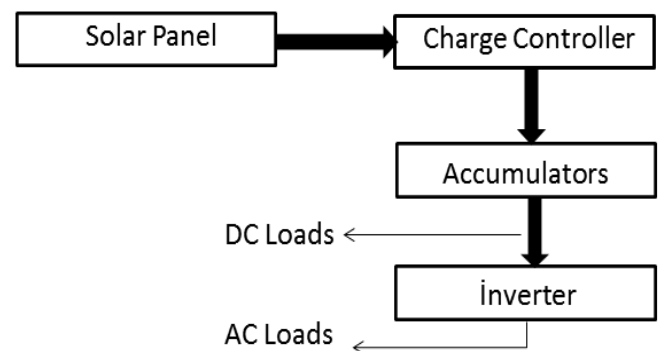 Solar Panel
Charge Controller
Accumulators
DC Loads
İnverter
AC Loads